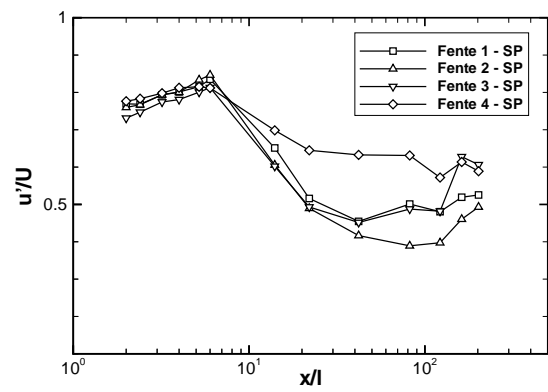 1
Fente 1 - SP
Fente 2 - SP
Fente 3 - SP
Fente 4 - SP
u'/U
0.5
10⁰
10¹
10²
x/l